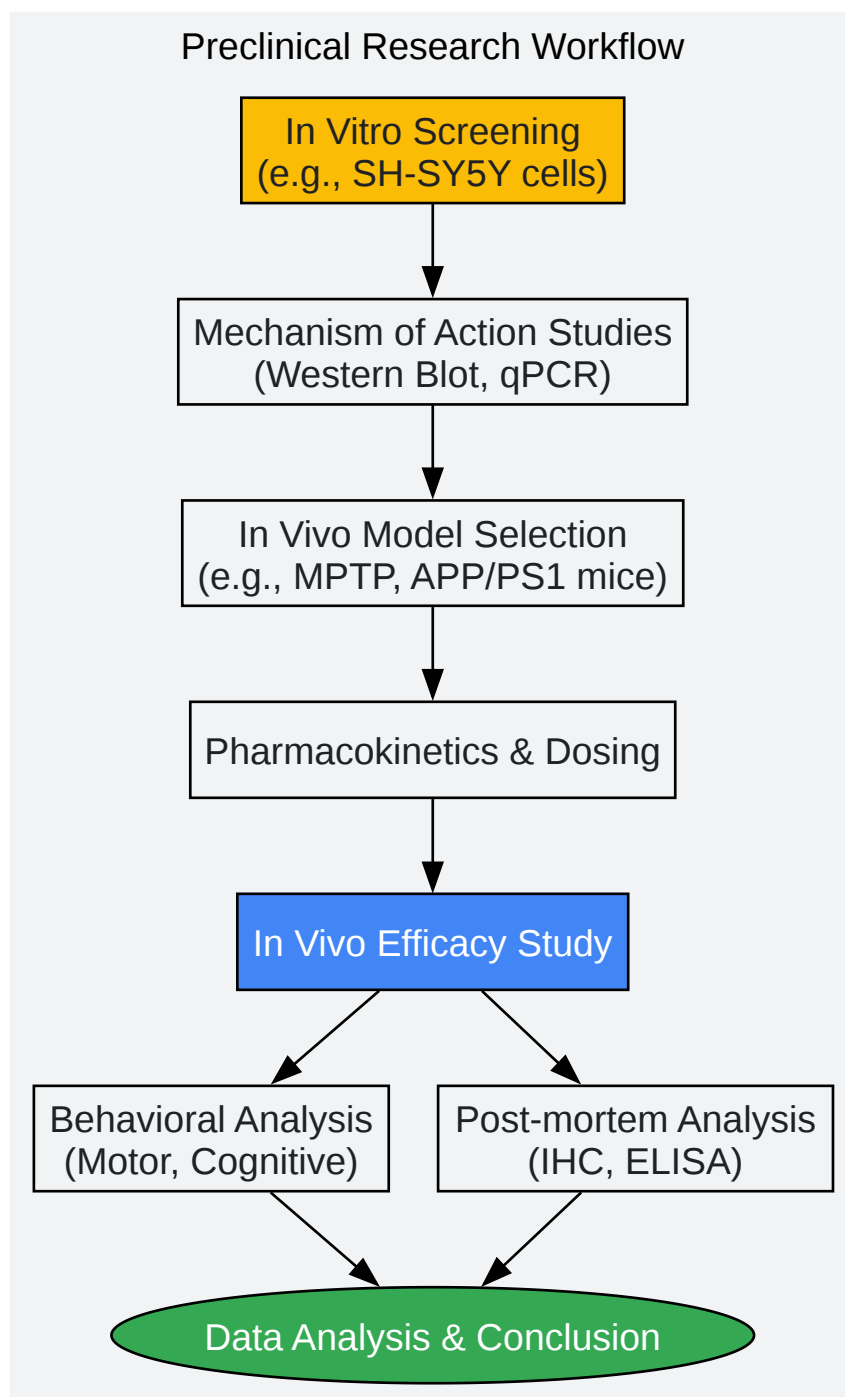 Preclinical Research Workflow
In Vitro Screening
(e.g., SH-SY5Y cells)
Mechanism of Action Studies
(Western Blot, qPCR)
In Vivo Model Selection
(e.g., MPTP, APP/PS1 mice)
Pharmacokinetics & Dosing
In Vivo Efficacy Study
Behavioral Analysis
(Motor, Cognitive)
Post-mortem Analysis
(IHC, ELISA)
Data Analysis & Conclusion